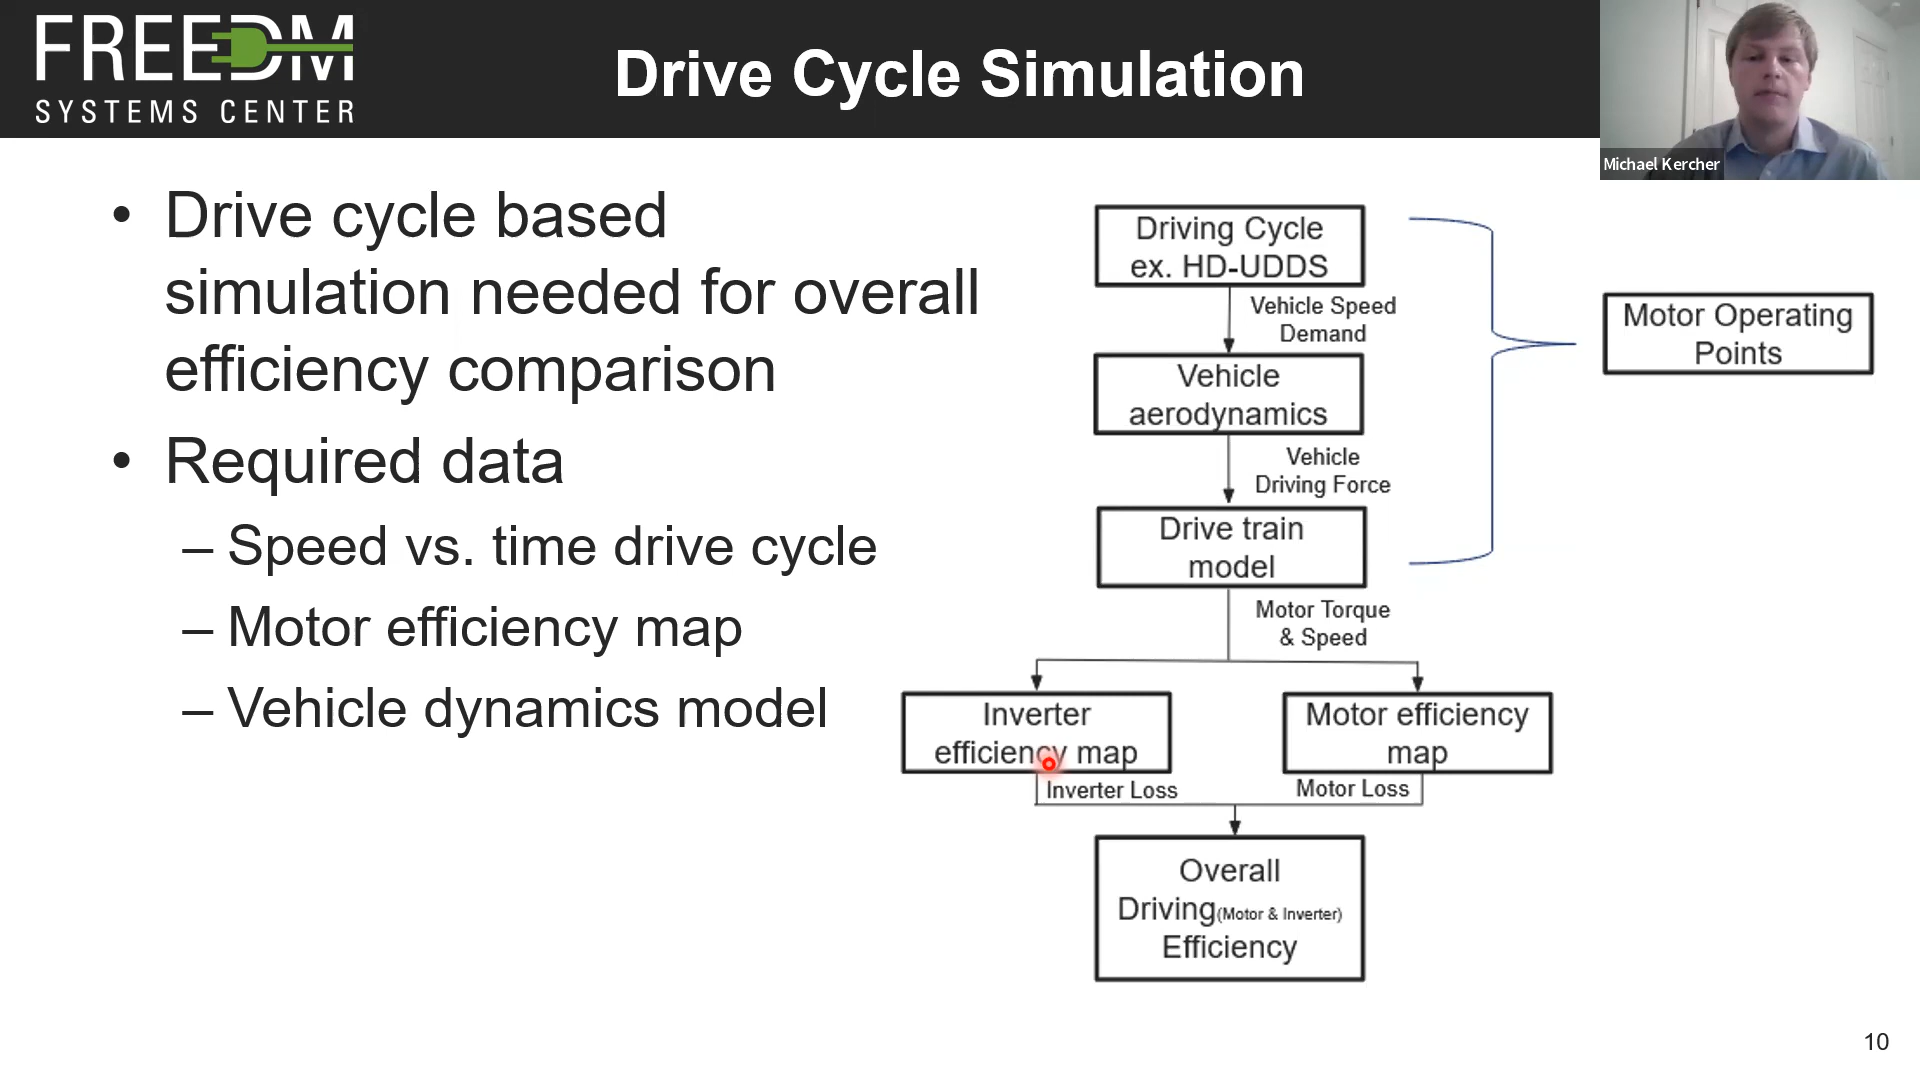 FREEDM
SYSTEMS CENTER
Drive Cycle Simulation
Michael Kercher
• Drive cycle based
simulation needed for overall
efficiency comparison
• Required data
– Speed vs. time drive cycle
– Motor efficiency map
– Vehicle dynamics model
Driving Cycle
ex. HD-UDDS
Vehicle Speed
Demand
Vehicle
aerodynamics
Vehicle
Driving Force
Drive train
model
Motor Torque
& Speed
Motor Operating
Points
Inverter
efficiency map
Motor efficiency
map
Inverter Loss
Motor Loss
Overall
Driving(Motor & Inverter)
Efficiency
10